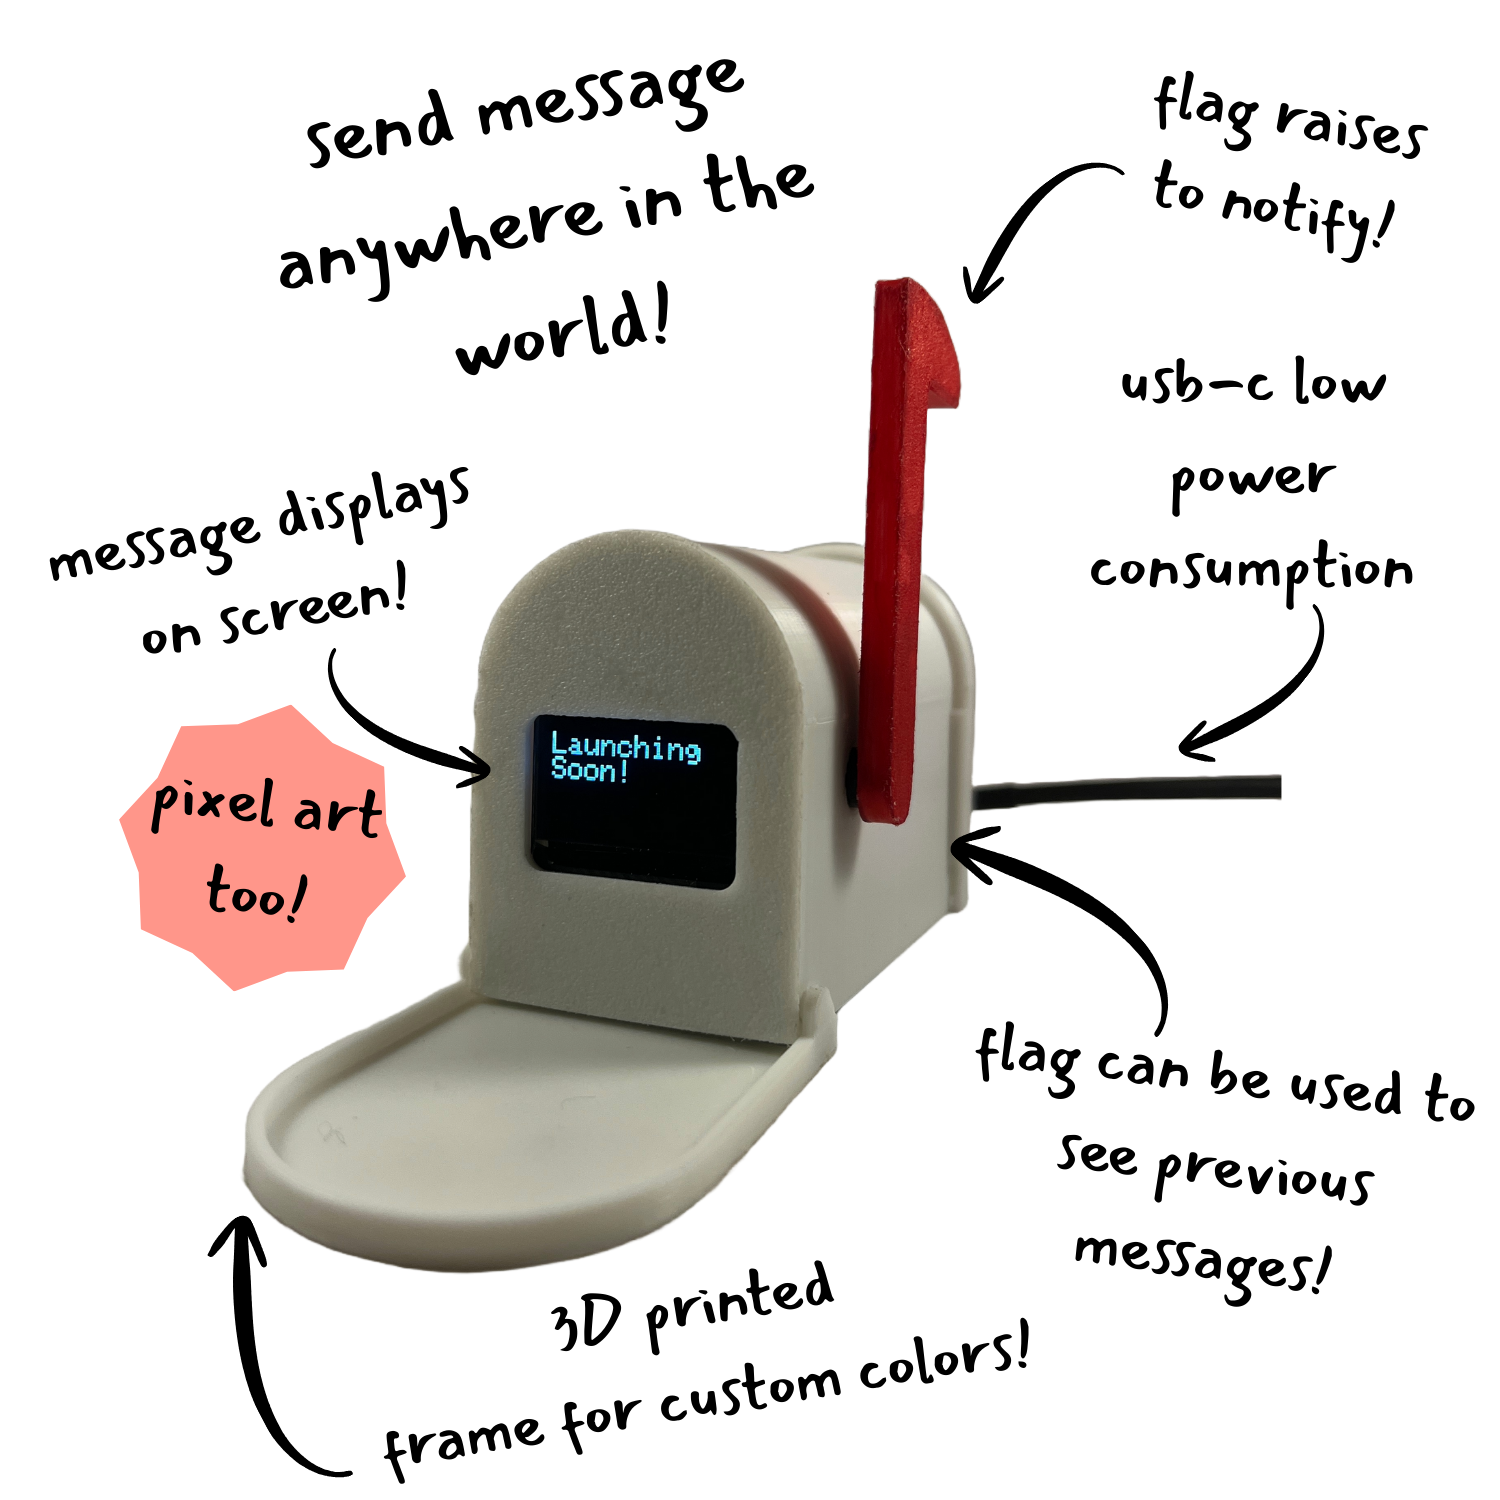 send message
anywhere in the
world!
flag raises
to notify!
usb-c low
power
consumption
message displays
on screen!
pixel art
too!
Launching
Soon!
flag can be used to
see previous
messages!
3D printed
frame for custom colors!